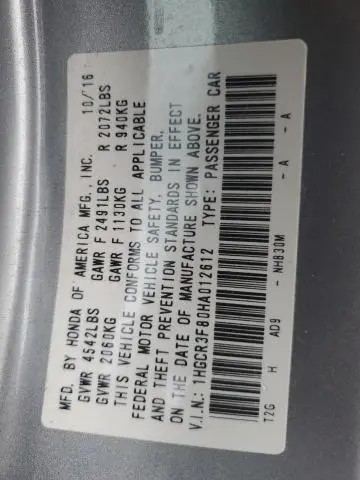 MFD. BY HONDA OF AMERICA MFG., INC. 10/16
GVWR 4542LBS GAWR F 2491LBS R 2072LBS
GVWR 2060KG GAWR F 1130KG R 940KG
THIS VEHICLE CONFORMS TO ALL APPLICABLE
FEDERAL MOTOR VEHICLE SAFETY, BUMPER,
AND THEFT PREVENTION STANDARDS IN EFFECT
ON THE DATE OF MANUFACTURE SHOWN ABOVE.
V.I.N.: 1HGCR3F80HA012612 TYPE: PASSENGER CAR
T2G H AD9 - NH830M - A - A